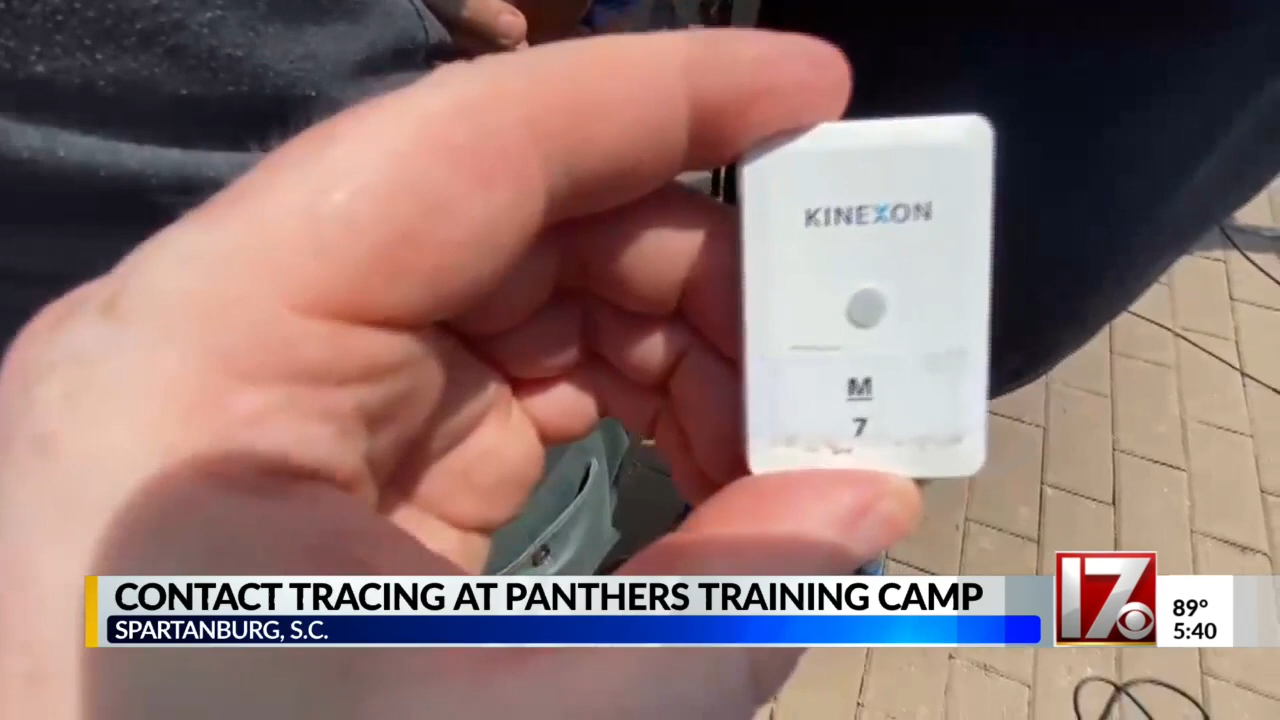 KINEXON
M
7
CONTACT TRACING AT PANTHERS TRAINING CAMP
SPARTANBURG, S.C.
17
89°
5:40